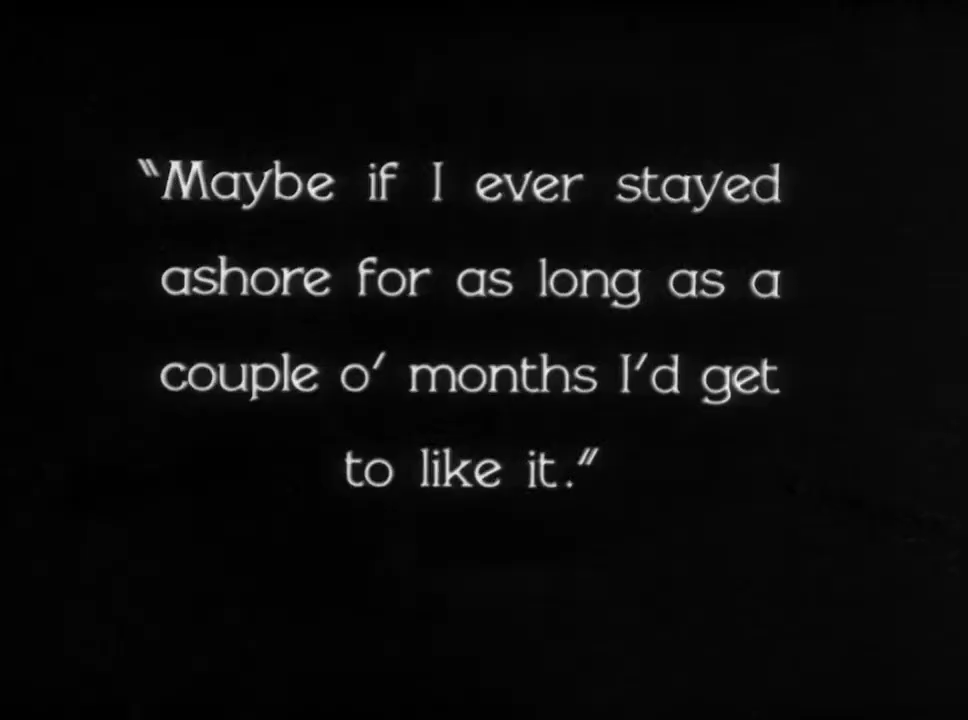 "Maybe if I ever stayed
ashore for as long as a
couple o' months I'd get
to like it."